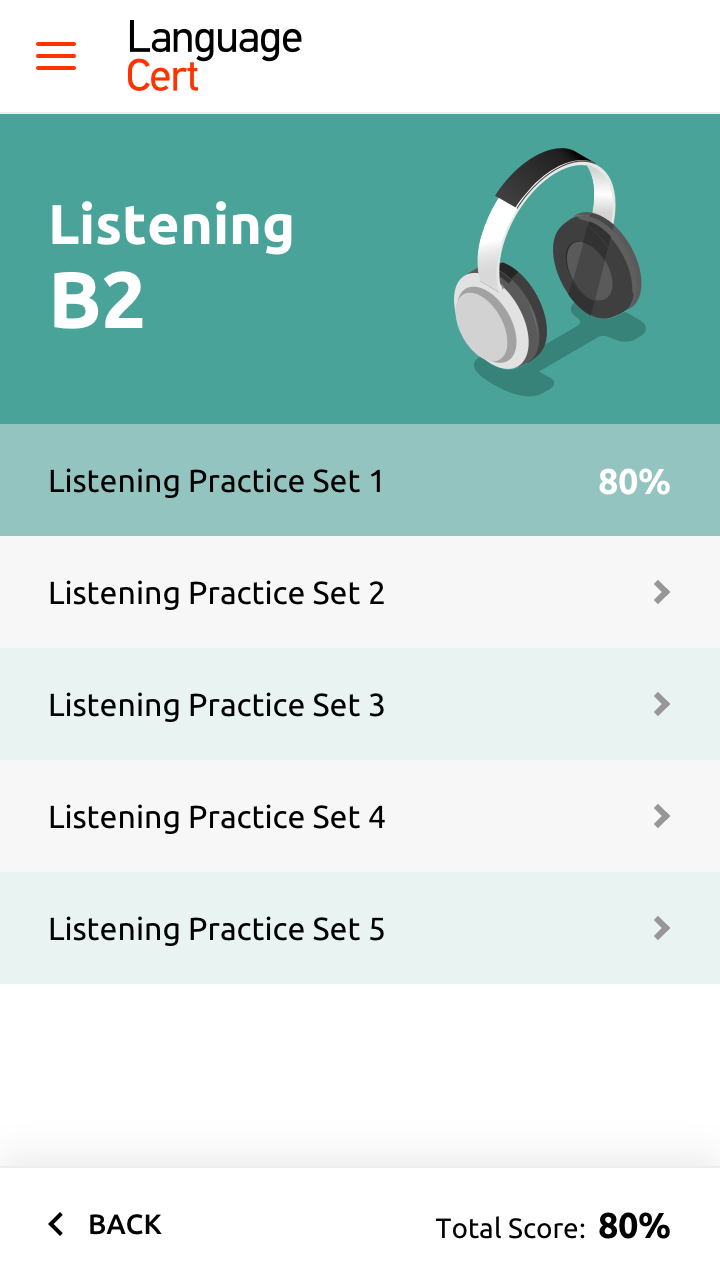 Language
Cert
Listening
B2
Listening Practice Set 1 80%
Listening Practice Set 2
Listening Practice Set 3
Listening Practice Set 4
Listening Practice Set 5
BACK Total Score: 80%